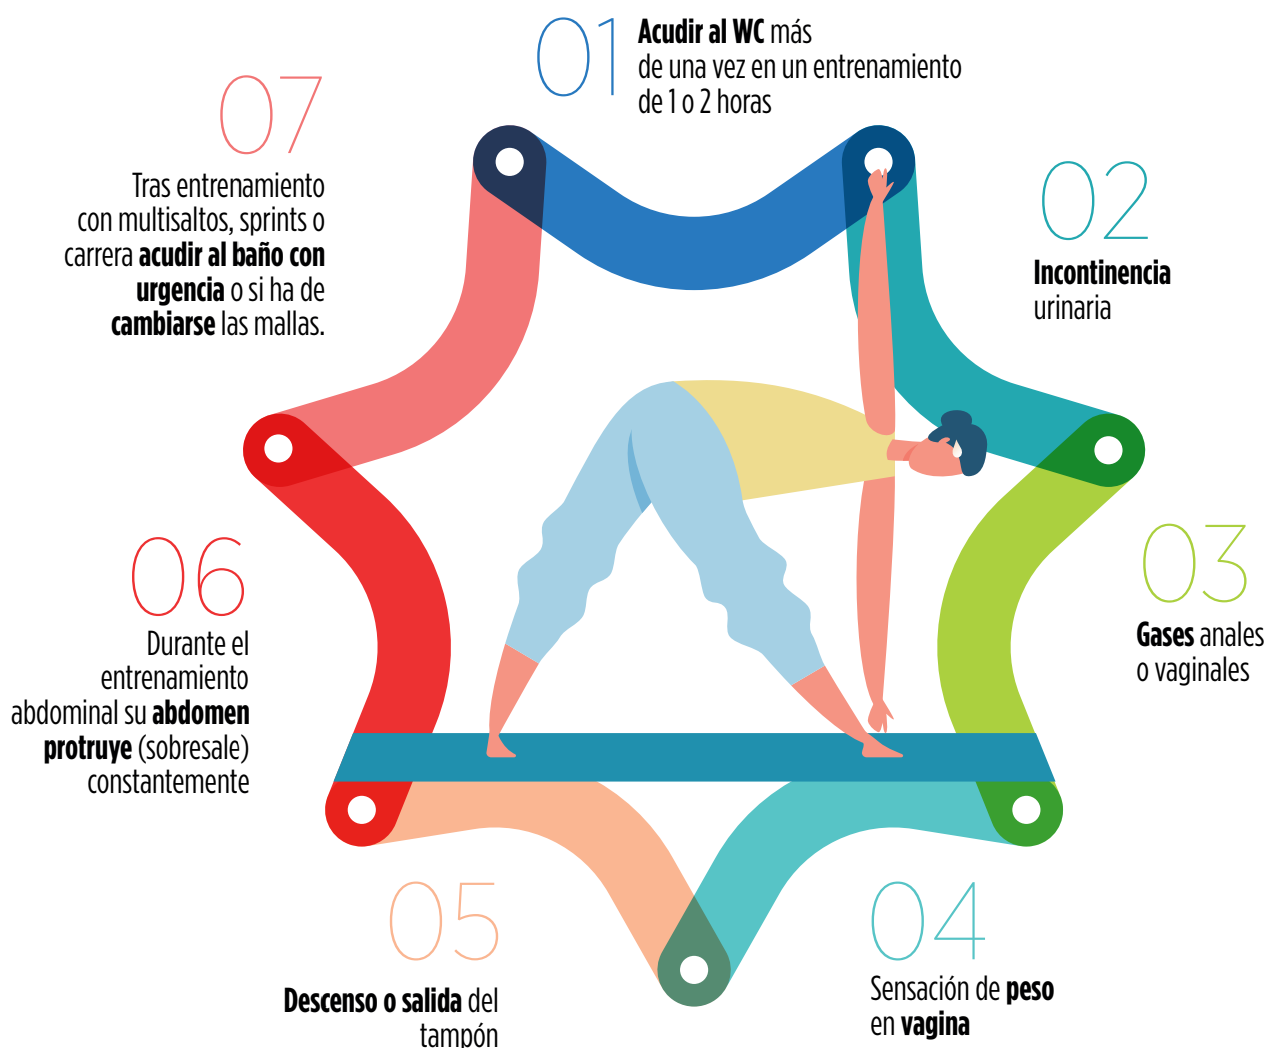 01
Acudir al WC más
de una vez en un entrenamiento
de 1 o 2 horas
02
Incontinencia
urinaria
03
Gases anales
o vaginales
04
Sensación de peso
en vagina
05
Descenso o salida del
tampón
06
Durante el
entrenamiento
abdominal su abdomen
protruye (sobresale)
constantemente
07
Tras entrenamiento
con multisaltos, sprints o
carrera acudir al baño con
urgencia o si ha de
cambiarse las mallas.